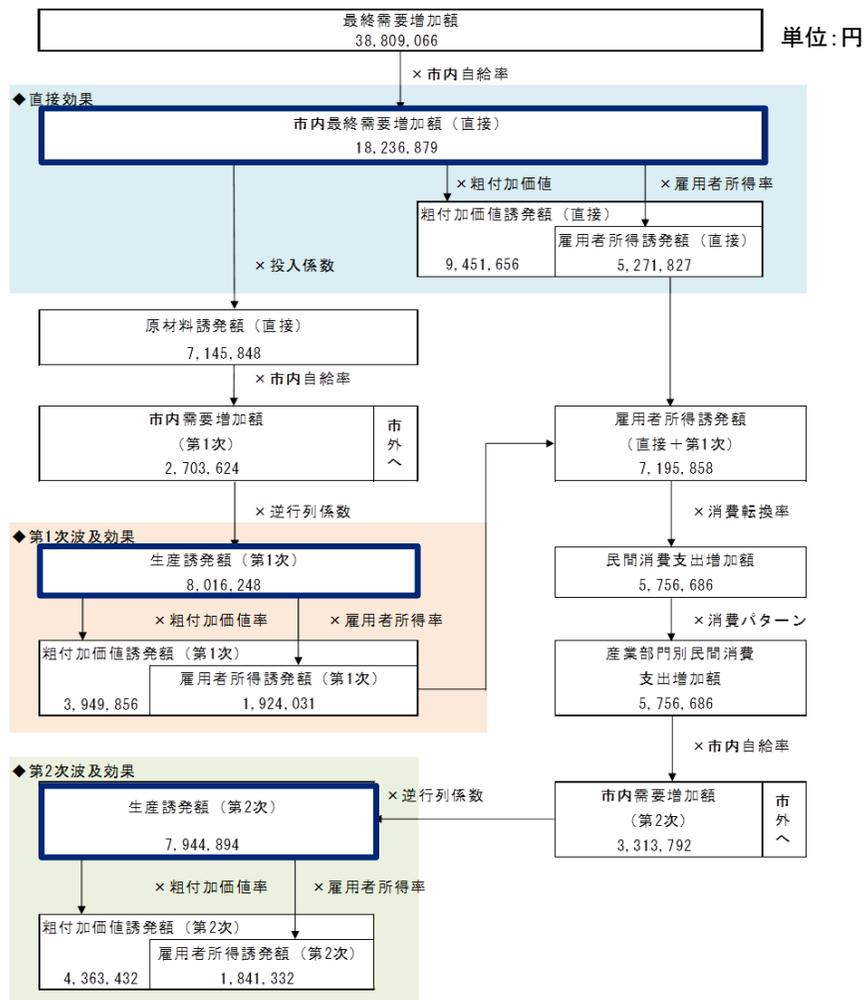 最終需要増加額
38,809,066
単位:円
×市内自給率
◆直接効果
市内最終需要増加額(直接)
18,236,879
×粗付加価値
×雇用者所得率
粗付加価値誘発額(直接)
雇用者所得誘発額(直接)
9,451,656
5,271,827
×投入係数
原材料誘発額(直接)
7,145,848
×市内自給率
市内需要増加額
(第1次)
2,703,624
市
外
へ
雇用者所得誘発額
(直接+第1次)
7,195,858
×逆行列係数
×消費転換率
◆第1次波及効果
生産誘発額(第1次)
8,016,248
民間消費支出増加額
5,756,686
×粗付加価値率
×雇用者所得率
×消費パターン
粗付加価値誘発額(第1次)
雇用者所得誘発額(第1次)
3,949,856
1,924,031
産業部門別民間消費
支出増加額
5,756,686
×市内自給率
◆第2次波及効果
生産誘発額(第2次)
7,944,894
×逆行列係数
市内需要増加額
(第2次)
3,313,792
市
外
へ
×粗付加価値率
×雇用者所得率
粗付加価値誘発額(第2次)
雇用者所得誘発額(第2次)
4,363,432
1,841,332